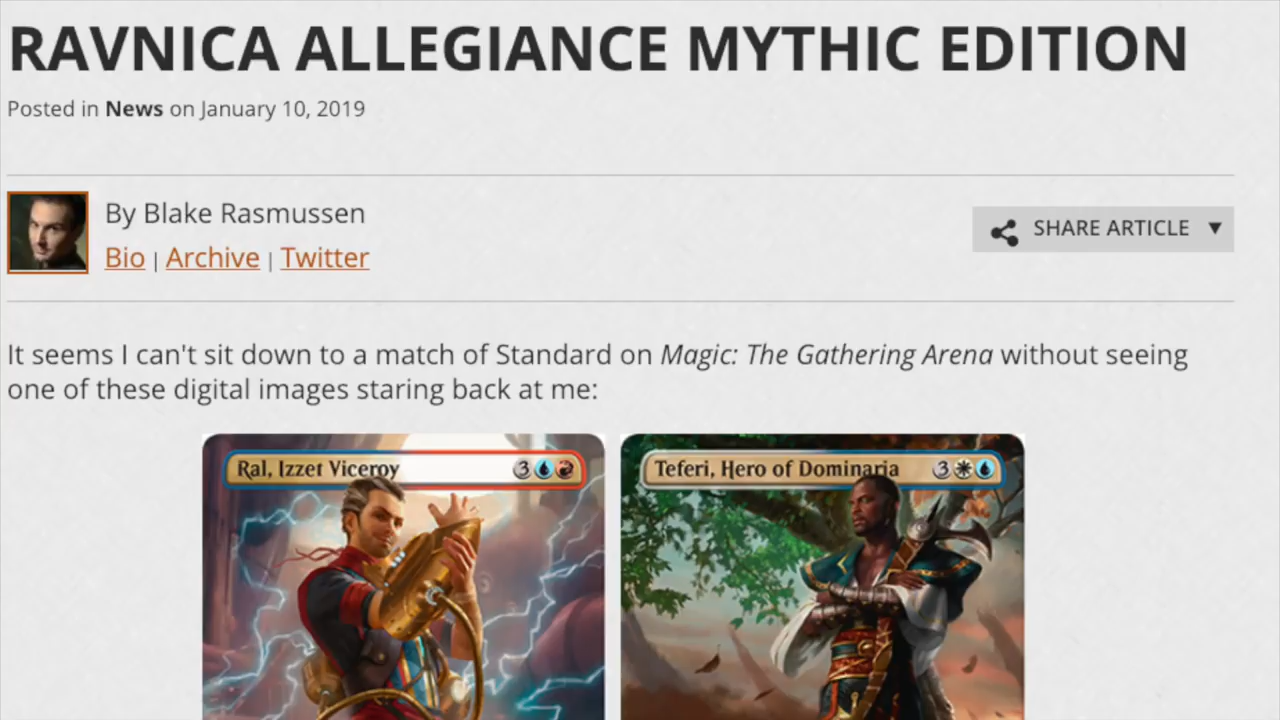 RAVNICA ALLEGIANCE MYTHIC EDITION
Posted in News on January 10, 2019
By Blake Rasmussen
SHARE ARTICLE ▼
Bio | Archive | Twitter
It seems I can't sit down to a match of Standard on Magic: The Gathering Arena without seeing
one of these digital images staring back at me:
Ral, Izzet Viceroy 3
Teferi, Hero of Dominaria 3